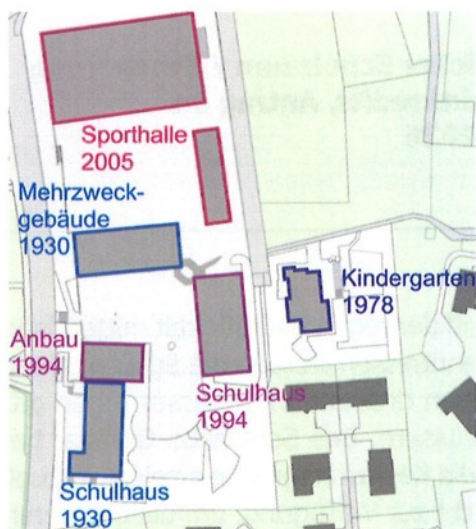 Sporthalle
2005
Mehrzweck-
gebäude
1930
Kindergarten
1978
Anbau
1994
Schulhaus
1994
Schulhaus
1930